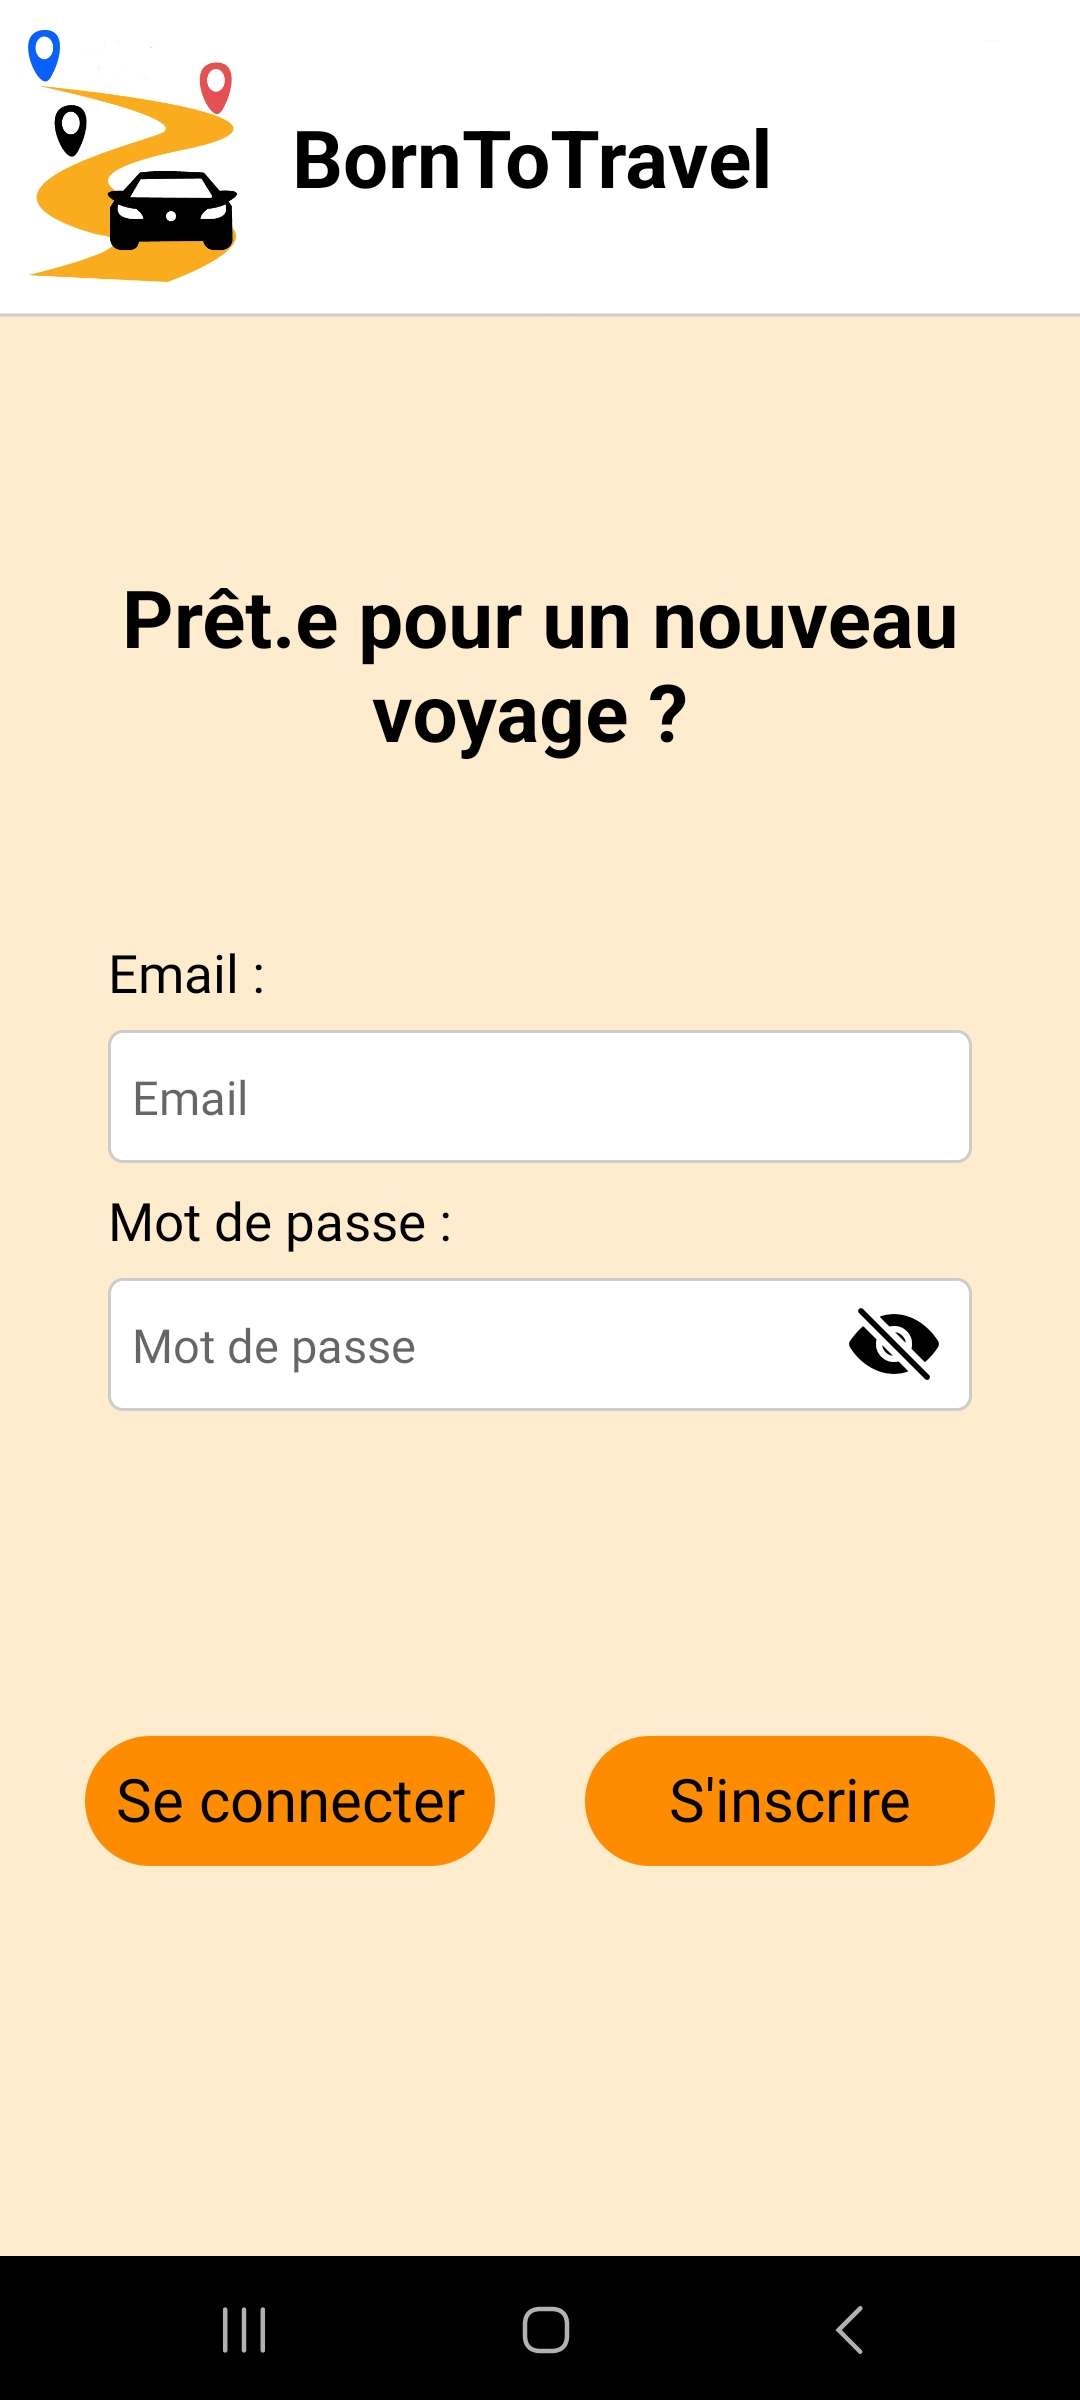 BornToTravel
Prêt.e pour un nouveau
voyage ?
Email :
Email
Mot de passe :
Mot de passe
Se connecter
S'inscrire